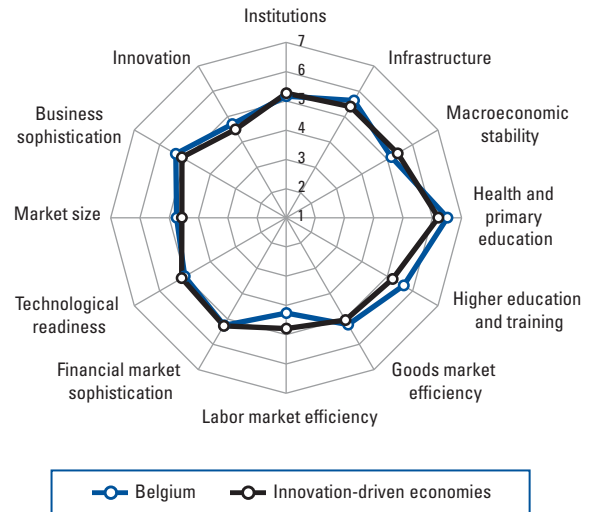 Institutions
7
Innovation
Infrastructure
6
5
Business
sophistication
Macroeconomic
stability
4
3
2
Market size
1
Health and
primary
education
Technological
readiness
Higher education
and training
Financial market
sophistication
Goods market
efficiency
Labor market efficiency
Belgium
Innovation-driven economies